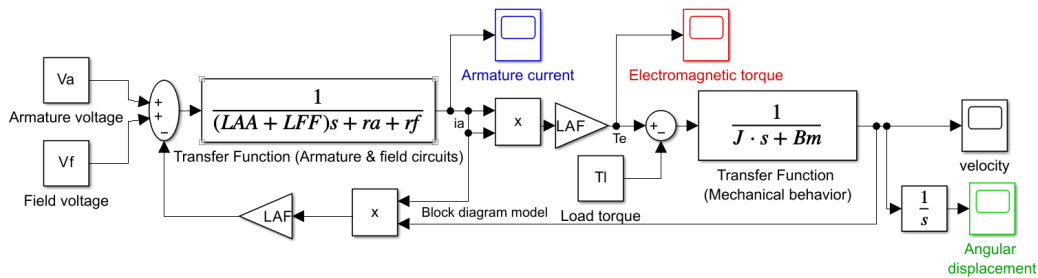 Va
Armature voltage
Vf
Field voltage
+
+
−
1
(LAA + LFF)s + ra + rf
Transfer Function (Armature & field circuits)
Armature current
ia
x
LAF
Te
Electromagnetic torque
+
−
Tl
Load torque
1
J · s + Bm
Transfer Function
(Mechanical behavior)
velocity
LAF
x
Block diagram model
1
s
Angular
displacement